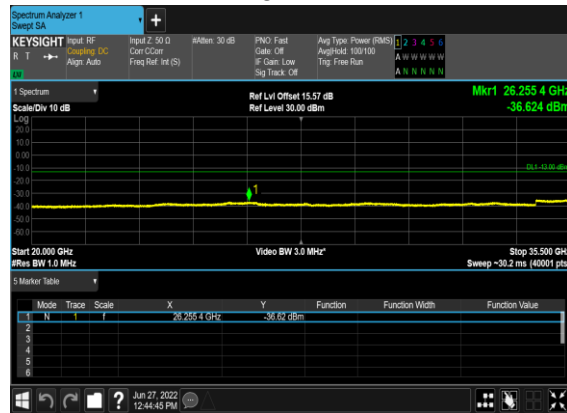 Spectrum Analyzer 1
Swept SA
+
KEYSIGHT Input: RF Input Z: 50 Ω #Atten: 30 dB PNO: Fast Avg Type: Power (RMS) 1 2 3 4 5 6
R T Coupling: DC Corr CCorr Gate: Off Avg|Hold: 100/100 A W W W W W
Align: Auto Freq Ref: Int (S) IF Gain: Low Trig: Free Run
LXI Sig Track: Off A N N N N N
1 Spectrum Ref Lvl Offset 15.57 dB Mkr1 26.255 4 GHz
Scale/Div 10 dB Ref Level 30.00 dBm -36.624 dBm
Log
20.0
10.0
0.00
-10.0 DL1 -13.00 dBm
-20.0
-30.0 1
-40.0
-50.0
-60.0
Start 20.000 GHz Video BW 3.0 MHz* Stop 35.500 GHz
#Res BW 1.0 MHz Sweep ~30.2 ms (40001 pts)
5 Marker Table
Mode Trace Scale X Y Function Function Width Function Value
1 N 1 f 26.255 4 GHz -36.62 dBm
2
3
4
5
6
? Jun 27, 2022
12:44:45 PM